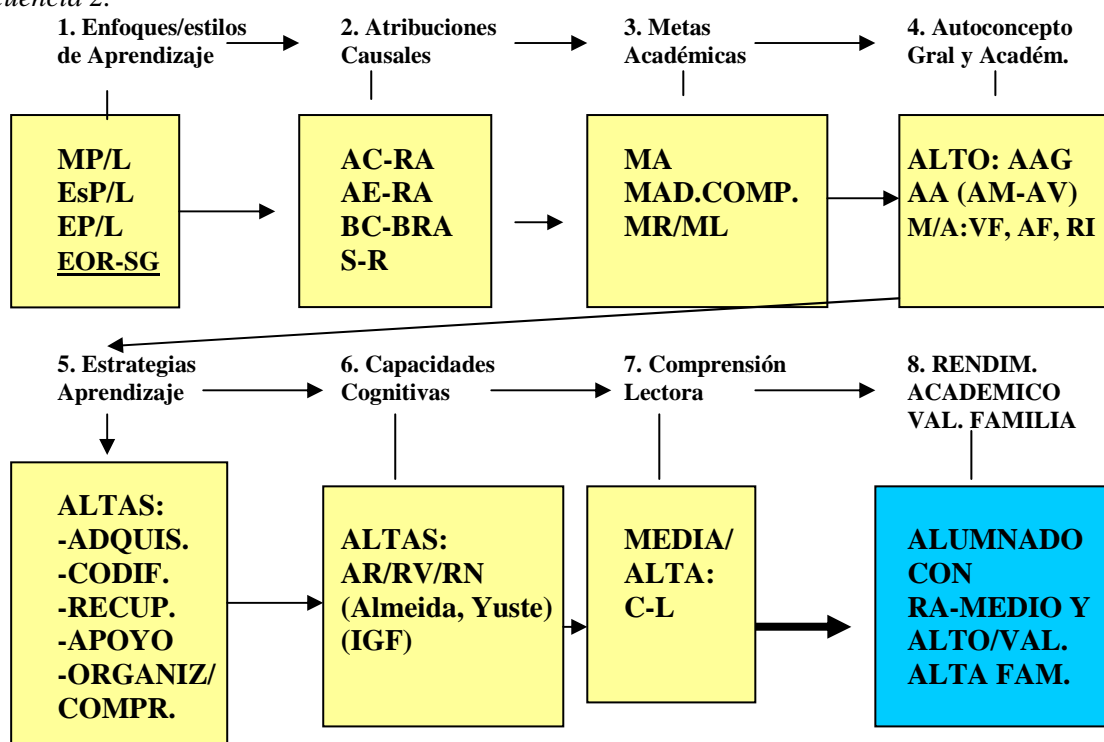 cuencia 2.
1. Enfoques/estilos
de Aprendizaje
2. Atribuciones
Causales
3. Metas
Académicas
4. Autoconcepto
Gral y Académ.
MP/L
EsP/L
EP/L
EOR-SG
AC-RA
AE-RA
BC-BRA
S-R
MA
MAD.COMP.
MR/ML
ALTO: AAG
AA (AM-AV)
M/A:VF, AF, RI
5. Estrategias
Aprendizaje
6. Capacidades
Cognitivas
7. Comprensión
Lectora
8. RENDIM.
ACADEMICO
VAL. FAMILIA
ALTAS:
-ADQUIS.
-CODIF.
-RECUP.
-APOYO
-ORGANIZ/
COMPR.
ALTAS:
AR/RV/RN
(Almeida, Yuste)
(IGF)
MEDIA/
ALTA:
C-L
ALUMNADO
CON
RA-MEDIO Y
ALTO/VAL.
ALTA FAM.